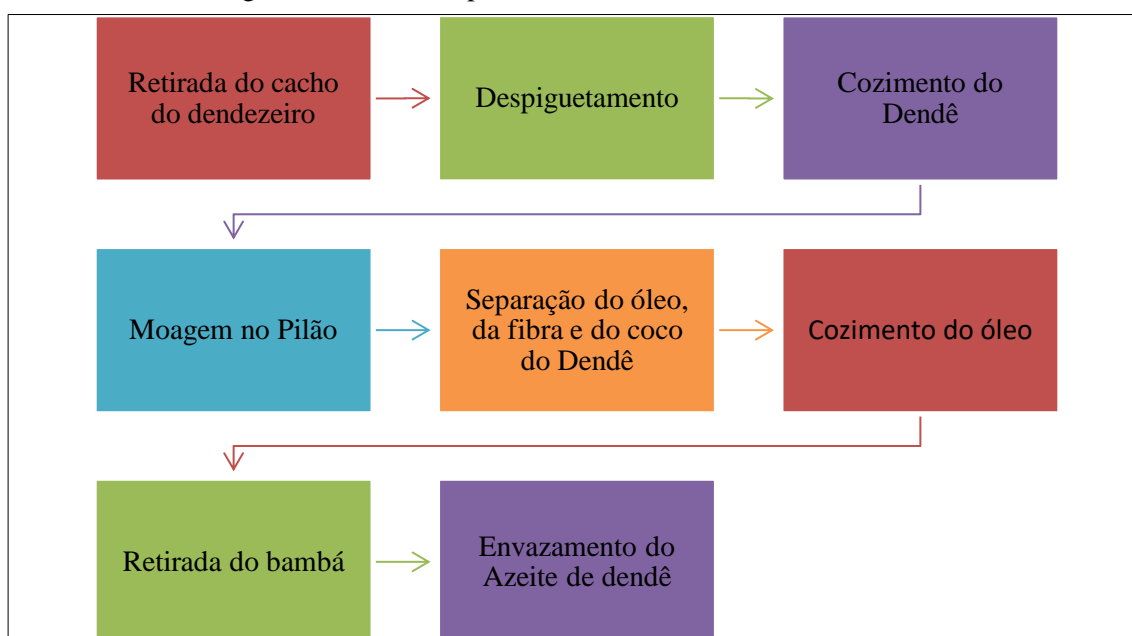 Retirada do cacho
do dendezeiro
Despiguetamento
Cozimento do
Dendê
Moagem no Pilão
Separação do óleo,
da fibra e do coco
do Dendê
Cozimento do óleo
Retirada do bambá
Envazamento do
Azeite de dendê